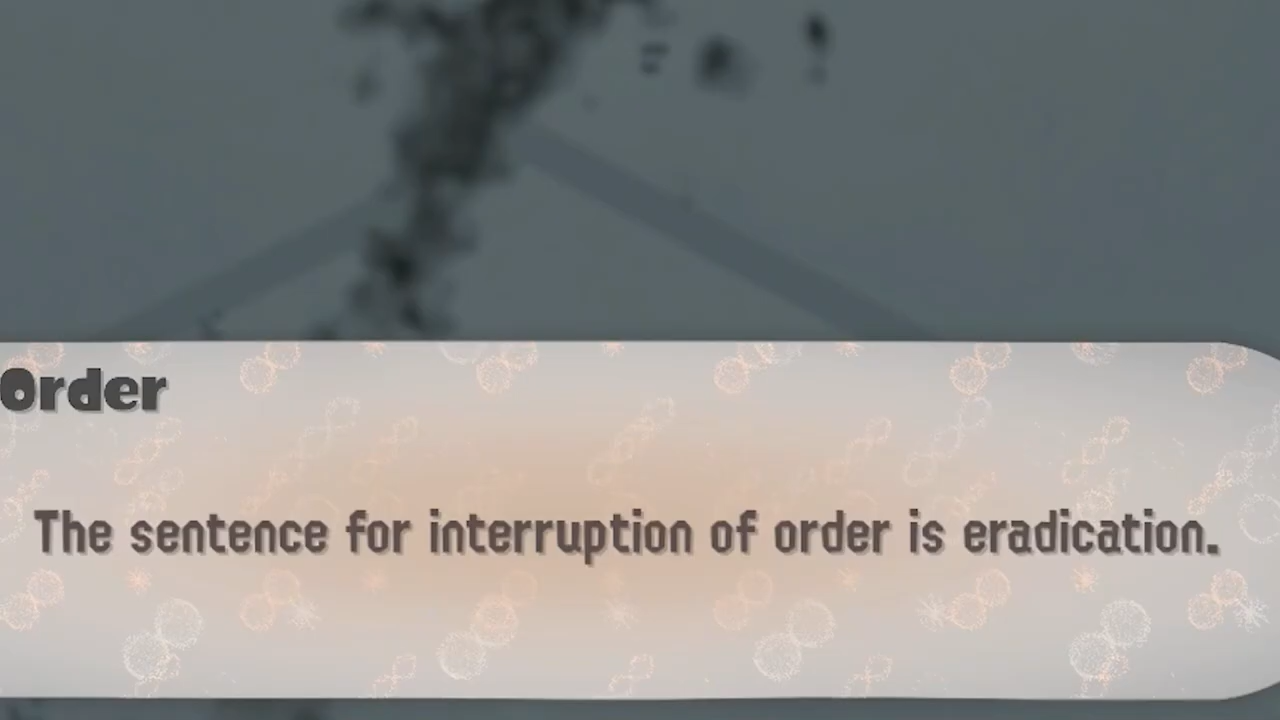 Order
The sentence for interruption of order is eradication.